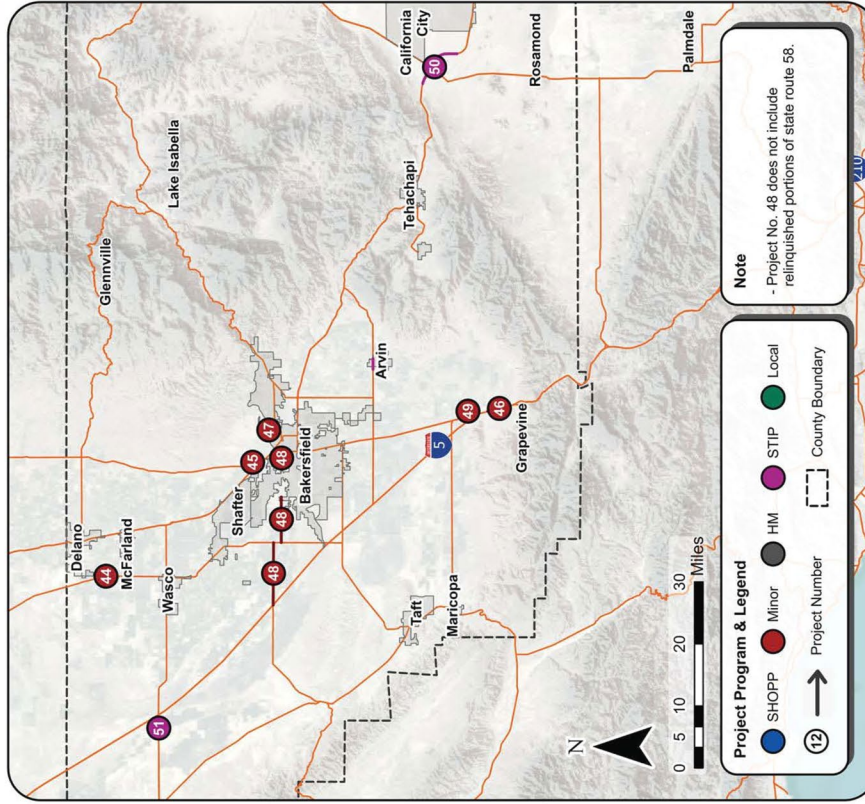 California
City
50
Rosamond
Palmdale
Lake Isabella
Tehachapi
Glennville
Arvin
47
45
48
Bakersfield
49
46
Grapevine
5
Shafter
48
48
Delano
44
McFarland
Wasco
Taft
Maricopa
51
N
0 5 10 20 30
Miles
210
Project Program & Legend
SHOPP
Minor
HM
STIP
Local
12
Project Number
County Boundary
Note
- Project No. 48 does not include
relinquished portions of state route 58.